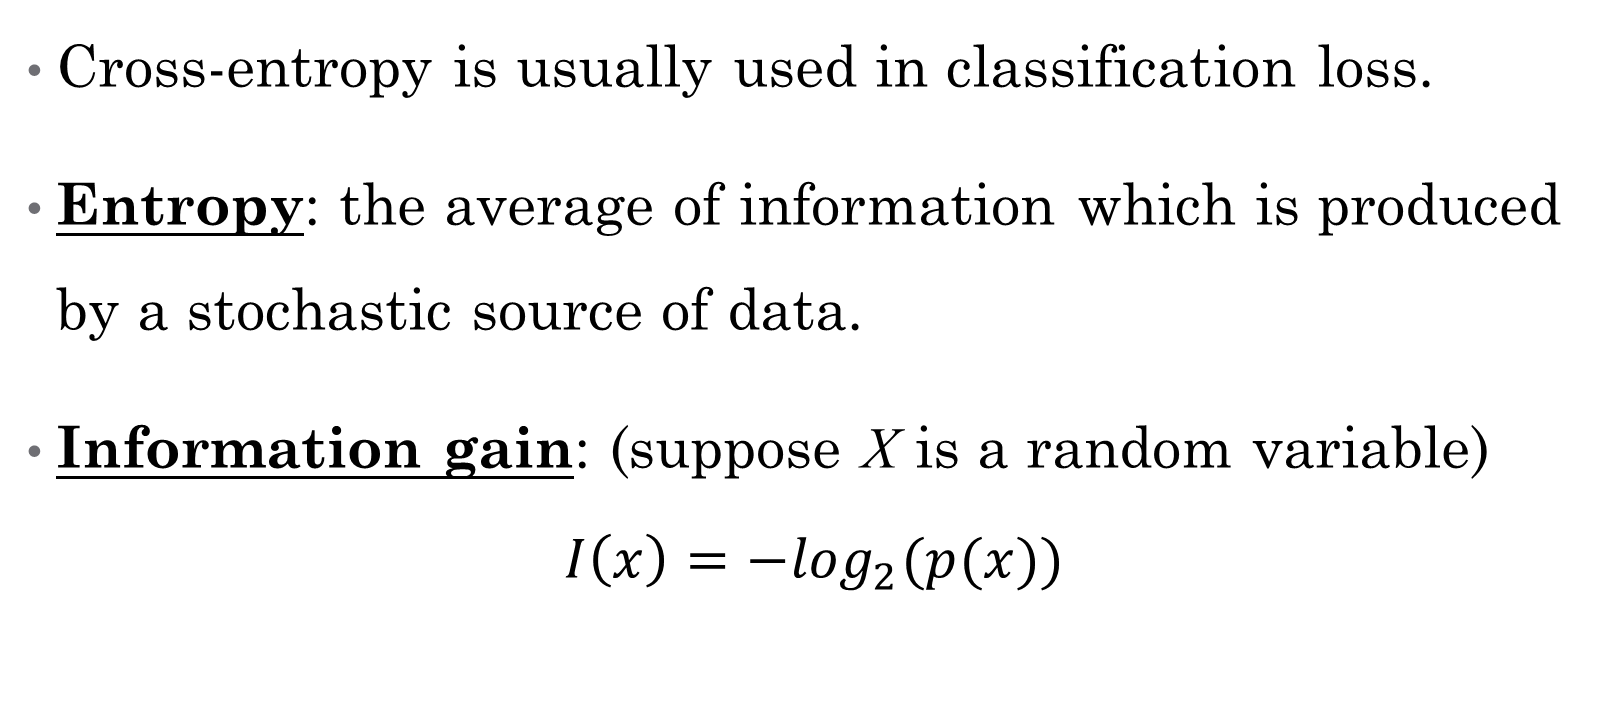 • Cross-entropy is usually used in classification loss.
• Entropy: the average of information which is produced
by a stochastic source of data.
• Information gain: (suppose X is a random variable)
I(x) = −log₂(p(x))